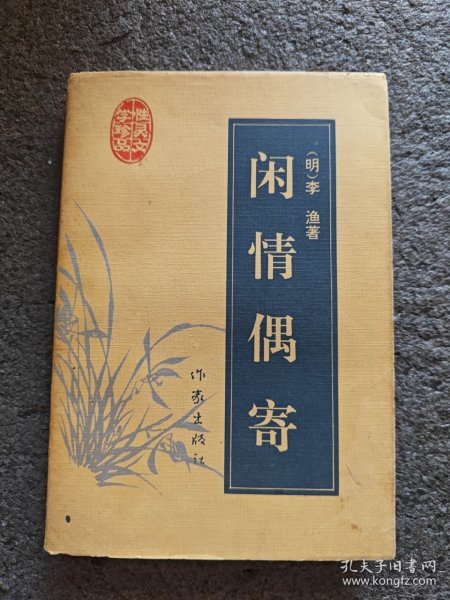 性灵文
学珍品
(明)李 渔著
闲情偶寄
作家出版社
孔夫子旧书网
www.kongfz.com